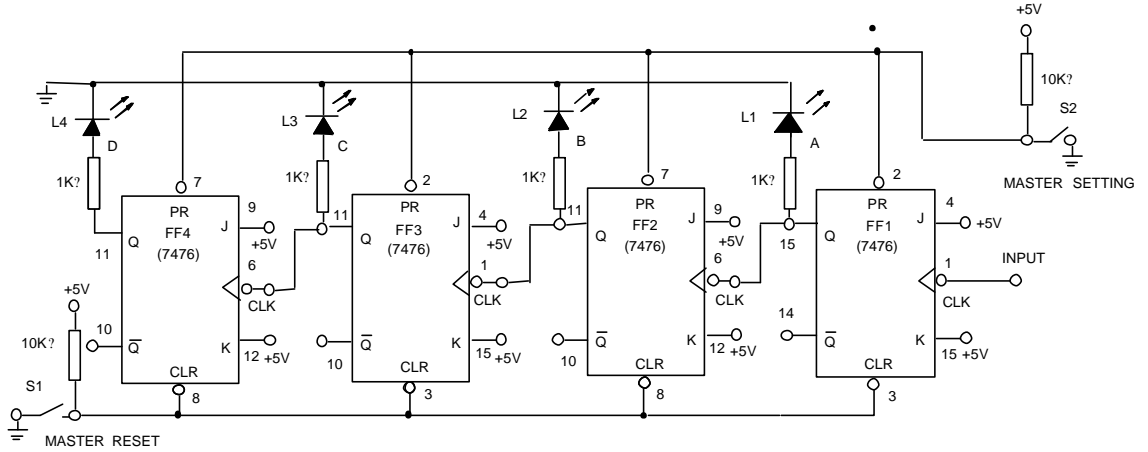 +5V
10K?
S2
MASTER SETTING
L4
D
1K?
L3
C
1K?
L2
B
1K?
L1
A
1K?
7
PR
FF4
(7476)
11
Q
J
9
+5V
6
CLK
10
Q̅
K
12
+5V
CLR
8
2
PR
FF3
(7476)
11
Q
J
4
+5V
1
CLK
10
Q̅
K
15
+5V
CLR
3
7
PR
FF2
(7476)
11
Q
J
9
+5V
6
CLK
10
Q̅
K
12
+5V
CLR
8
2
PR
FF1
(7476)
15
Q
J
4
+5V
1
CLK
INPUT
14
Q̅
K
15
+5V
CLR
3
+5V
10K?
S1
MASTER RESET